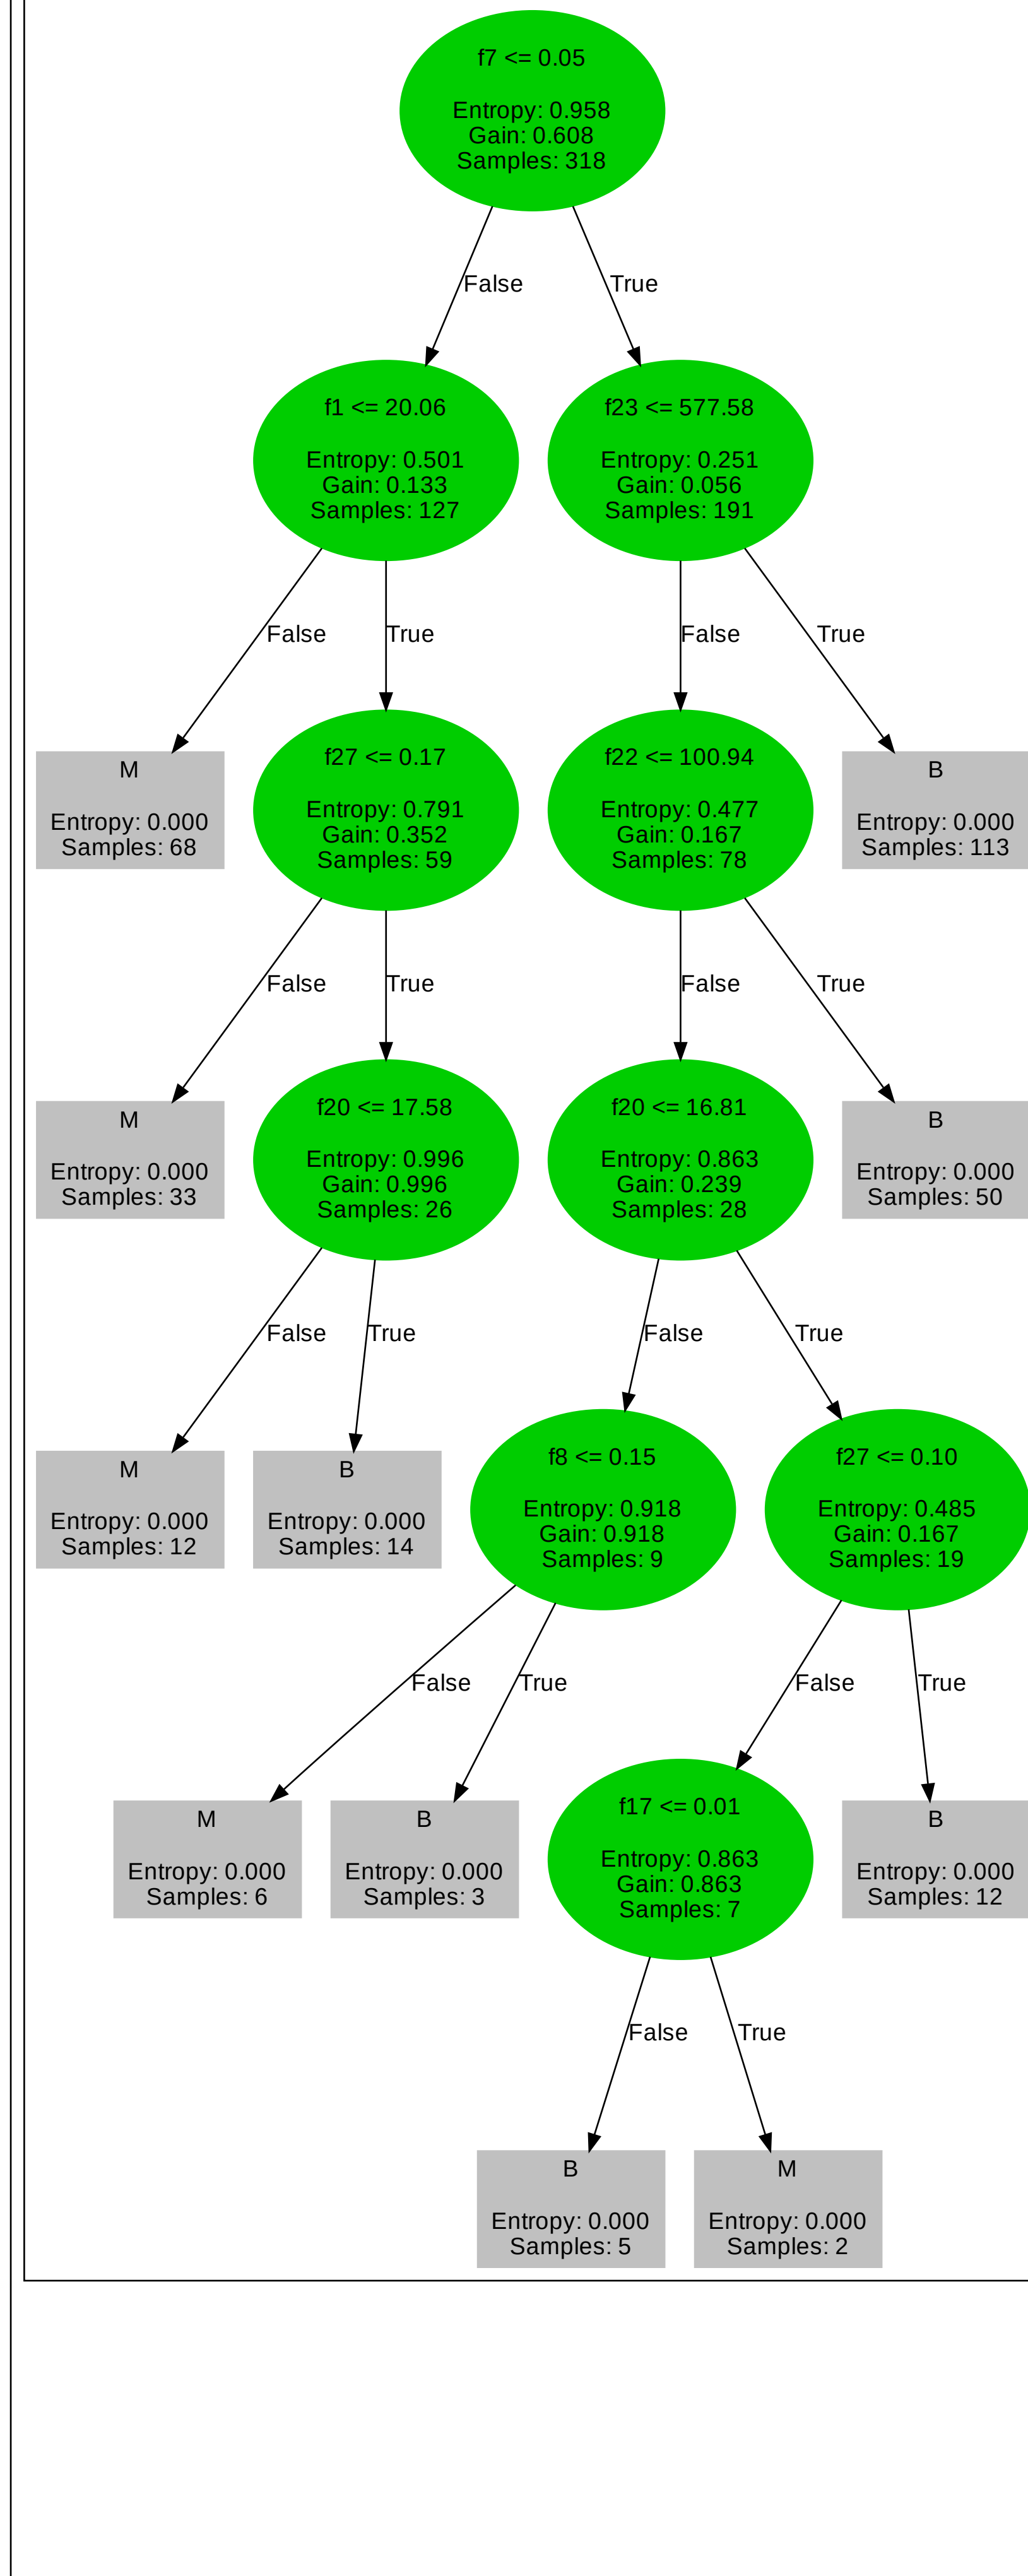 f7 <= 0.05
Entropy: 0.958
Gain: 0.608
Samples: 318
False
True
f1 <= 20.06
Entropy: 0.501
Gain: 0.133
Samples: 127
f23 <= 577.58
Entropy: 0.251
Gain: 0.056
Samples: 191
False
True
False
True
M
Entropy: 0.000
Samples: 68
f27 <= 0.17
Entropy: 0.791
Gain: 0.352
Samples: 59
f22 <= 100.94
Entropy: 0.477
Gain: 0.167
Samples: 78
B
Entropy: 0.000
Samples: 113
False
True
False
True
M
Entropy: 0.000
Samples: 33
f20 <= 17.58
Entropy: 0.996
Gain: 0.996
Samples: 26
f20 <= 16.81
Entropy: 0.863
Gain: 0.239
Samples: 28
B
Entropy: 0.000
Samples: 50
False
True
False
True
M
Entropy: 0.000
Samples: 12
B
Entropy: 0.000
Samples: 14
f8 <= 0.15
Entropy: 0.918
Gain: 0.918
Samples: 9
f27 <= 0.10
Entropy: 0.485
Gain: 0.167
Samples: 19
False
True
False
True
M
Entropy: 0.000
Samples: 6
B
Entropy: 0.000
Samples: 3
f17 <= 0.01
Entropy: 0.863
Gain: 0.863
Samples: 7
B
Entropy: 0.000
Samples: 12
False
True
B
Entropy: 0.000
Samples: 5
M
Entropy: 0.000
Samples: 2